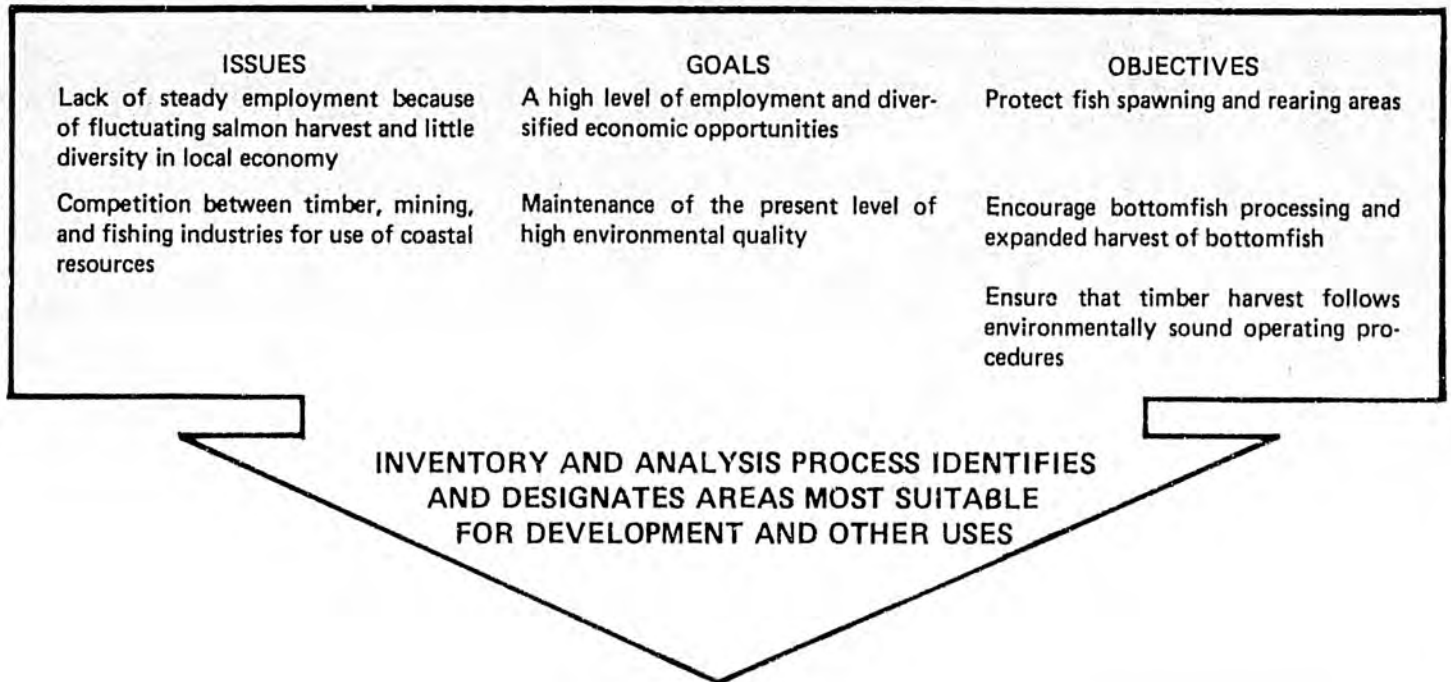 ISSUES
Lack of steady employment because
of fluctuating salmon harvest and little
diversity in local economy
Competition between timber, mining,
and fishing industries for use of coastal
resources
GOALS
A high level of employment and diver-
sified economic opportunities
Maintenance of the present level of
high environmental quality
OBJECTIVES
Protect fish spawning and rearing areas
Encourage bottomfish processing and
expanded harvest of bottomfish
Ensure that timber harvest follows
environmentally sound operating pro-
cedures
INVENTORY AND ANALYSIS PROCESS IDENTIFIES
AND DESIGNATES AREAS MOST SUITABLE
FOR DEVELOPMENT AND OTHER USES